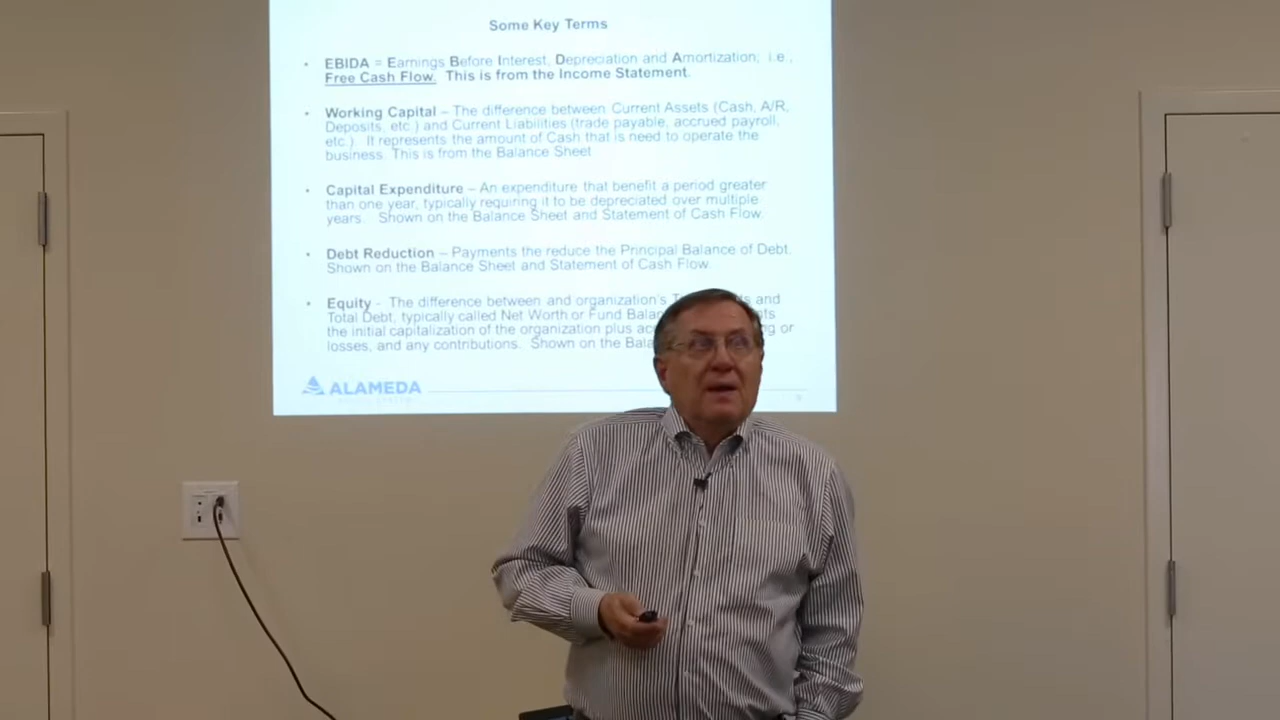 Some Key Terms
• EBIDA = Earnings Before Interest, Depreciation and Amortization; i.e.,
Free Cash Flow. This is from the Income Statement.
• Working Capital – The difference between Current Assets (Cash, A/R,
Deposits, etc.) and Current Liabilities (trade payable, accrued payroll,
etc.). It represents the amount of Cash that is need to operate the
business. This is from the Balance Sheet
• Capital Expenditure – An expenditure that benefit a period greater
than one year, typically requiring it to be depreciated over multiple
years. Shown on the Balance Sheet and Statement of Cash Flow.
• Debt Reduction – Payments the reduce the Principal Balance of Debt.
Shown on the Balance Sheet and Statement of Cash Flow
• Equity - The difference between and organization's and
Total Debt, typically called Net Worth or Fund
the initial capitalization of the organization plus or
losses, and any contributions. Shown on the
ALAMEDA